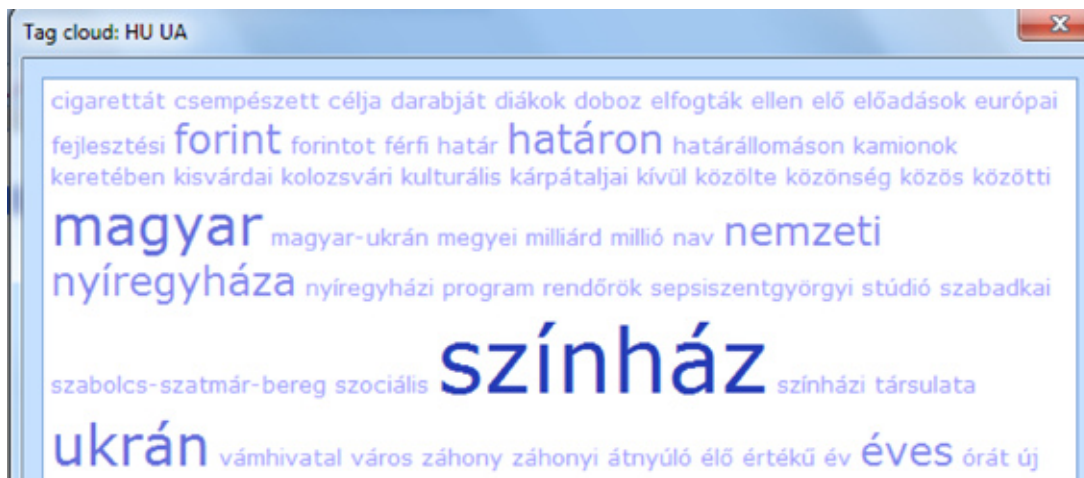 Tag cloud: HU UA
cigarettát csempészett célja darabját diákok doboz elfogták ellen elő előadások európai
fejlesztési forint forintot férfi határ határon határállomáson kamionok
keretében kisvárdai kolozsvári kulturális kárpátaljai kívül közölte közönség közös közötti
magyar magyar-ukrán megyei milliárd millió nav nemzeti
nyíregyháza nyíregyházi program rendőrök sepsiszentgyörgyi stúdió szabadkai
szabolcs-szatmár-bereg szociális színház színházi társulata
ukrán vámhivatal város záhony záhonyi átnyúló élő értékű év éves órát új